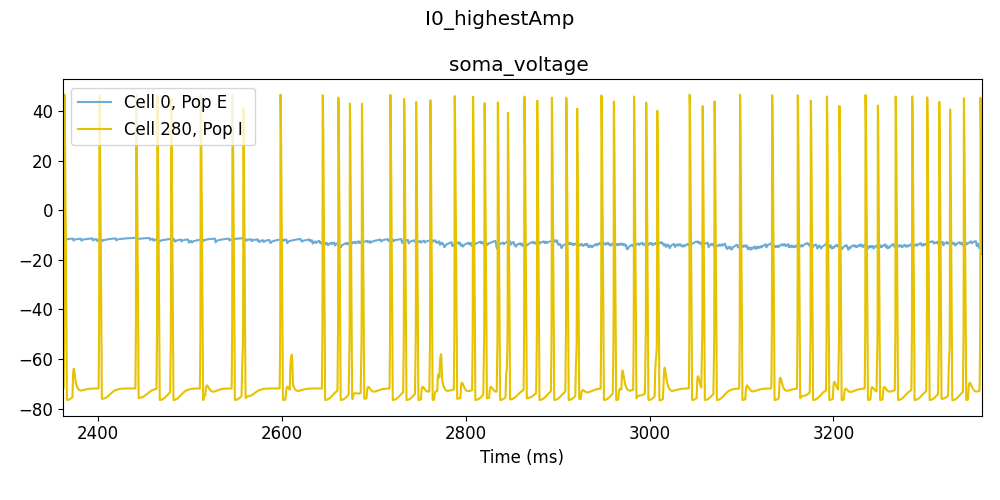 I0_highestAmp
soma_voltage
Cell 0, Pop E
Cell 280, Pop I
40
20
0
−20
−40
−60
−80
2400 2600 2800 3000 3200
Time (ms)